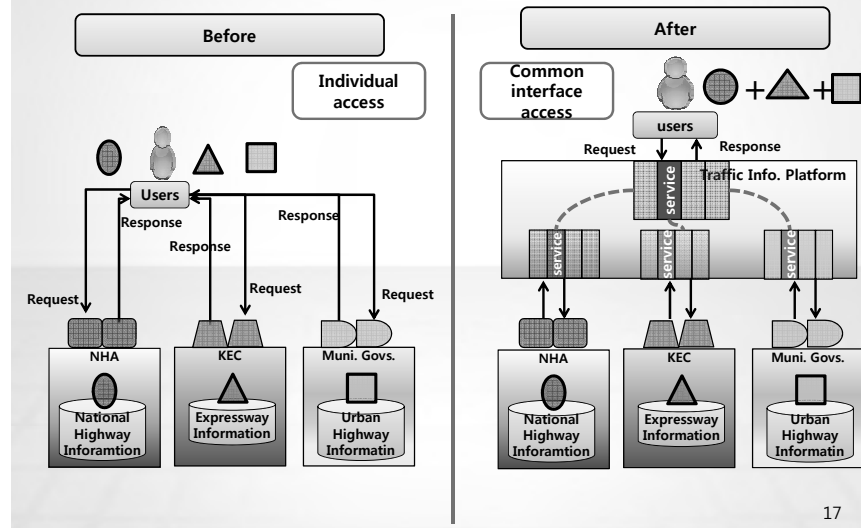 Before
Individual
access
Users
Response
Response
Response
Request
Request
Request
NHA
KEC
Muni. Govs.
National
Highway
Inforamtion
Expressway
Information
Urban
Highway
Informatin
After
Common
interface
access
users
Request
Response
Traffic Info. Platform
service
service
service
service
NHA
KEC
Muni. Govs.
National
Highway
Inforamtion
Expressway
Information
Urban
Highway
Informatin
17